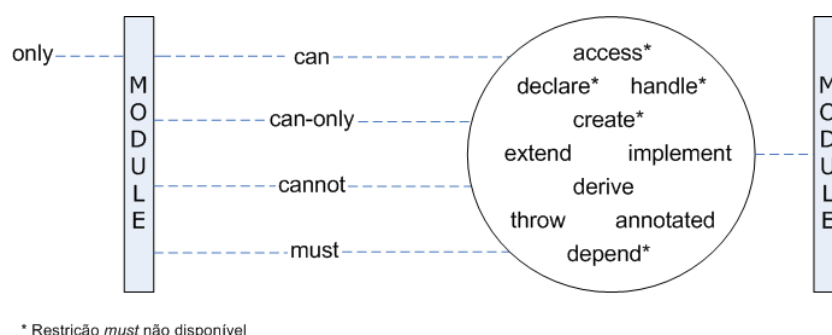 only
MODULE
can
can-only
cannot
must
access*
declare* handle*
create*
extend implement
derive
throw annotated
depend*
MODULE
* Restrição must não disponível